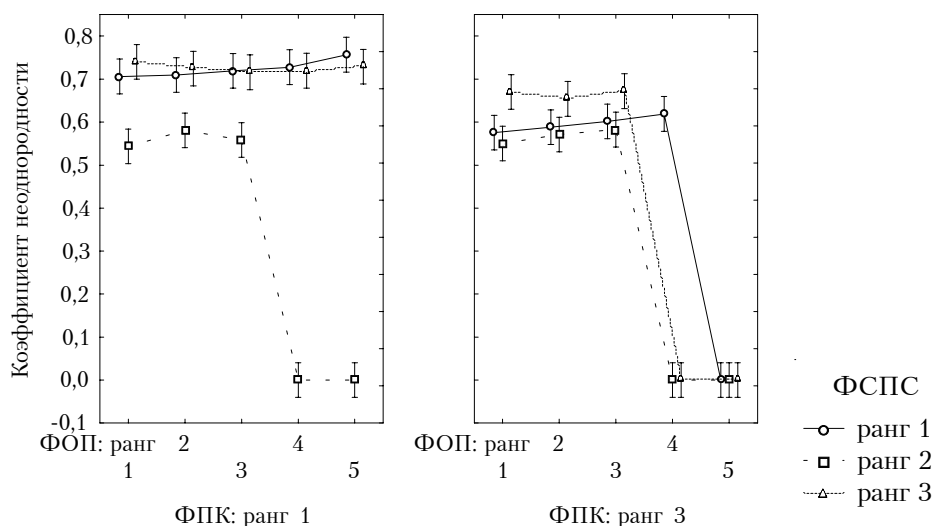 Коэффициент неоднородности
0,8
0,7
0,6
0,5
0,4
0,3
0,2
0,1
0,0
-0,1
ФОП: ранг 2 4
1 3 5
ФПК: ранг 1
ФОП: ранг 2 4
1 3 5
ФПК: ранг 3
ФСПС
ранг 1
ранг 2
ранг 3